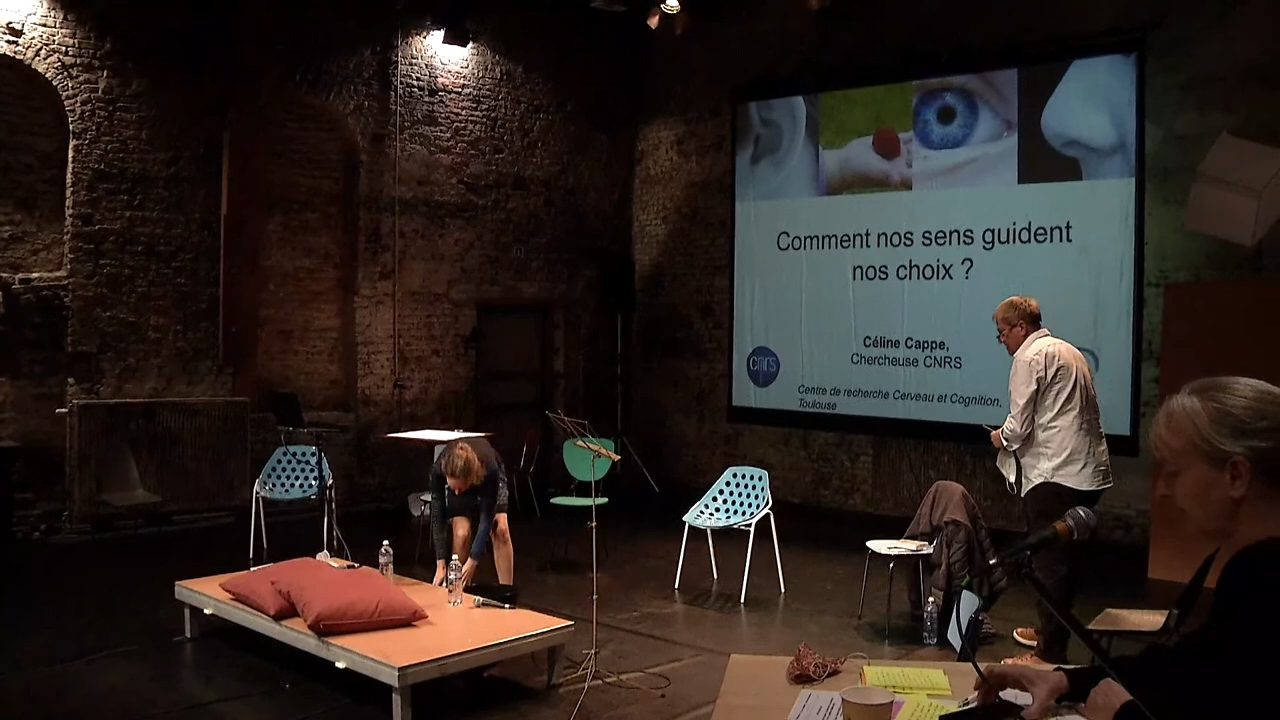 Comment nos sens guident
nos choix ?
Céline Cappe,
Chercheuse CNRS
cnrs
Centre de recherche Cerveau et Cognition,
Toulouse